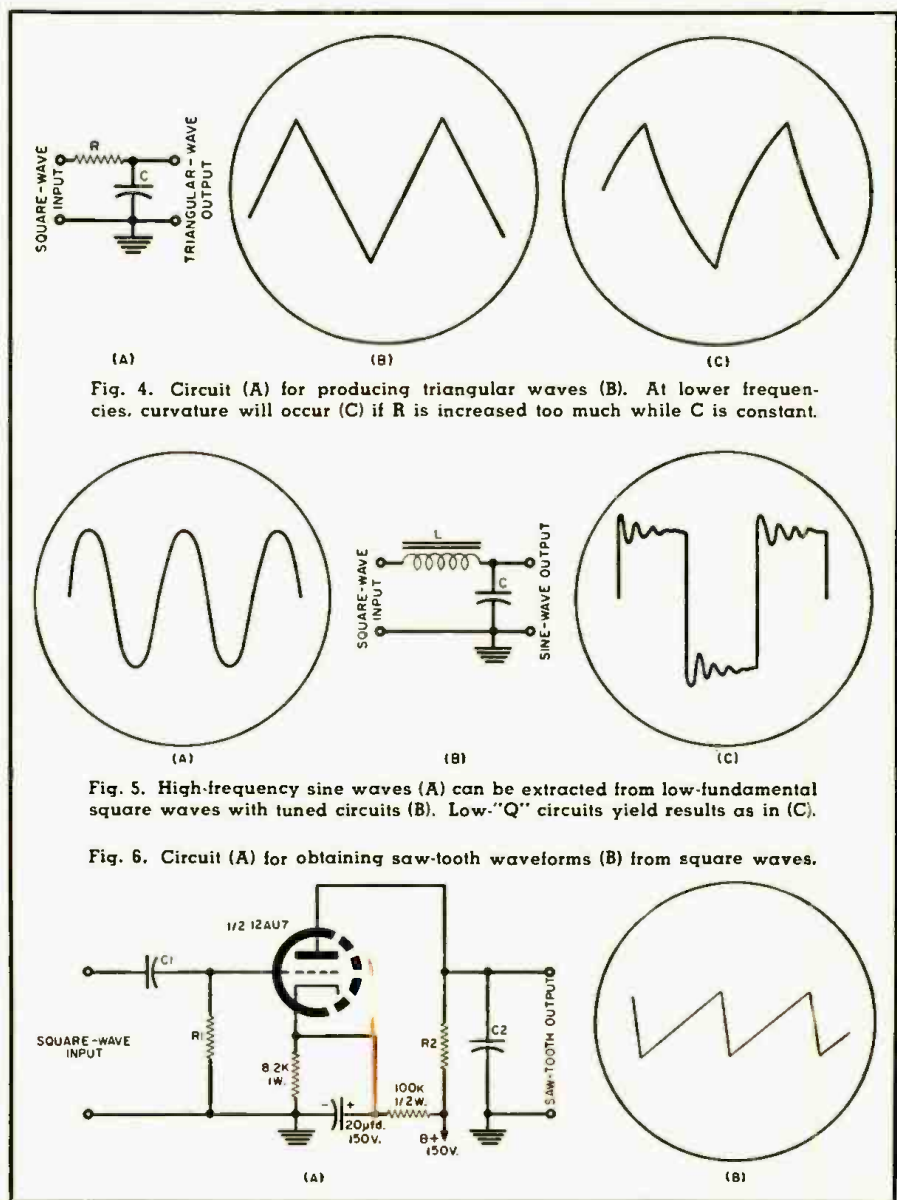 SQUARE-WAVE
INPUT
R
C
TRIANGULAR-WAVE
OUTPUT
(A)
(B)
(C)
Fig. 4. Circuit (A) for producing triangular waves (B). At lower frequen-
cies, curvature will occur (C) if R is increased too much while C is constant.
SQUARE-WAVE
INPUT
L
C
SINE-WAVE OUTPUT
(A)
(B)
(C)
Fig. 5. High-frequency sine waves (A) can be extracted from low-fundamental
square waves with tuned circuits (B). Low-"Q" circuits yield results as in (C).
Fig. 6. Circuit (A) for obtaining saw-tooth waveforms (B) from square waves.
1/2 12AU7
C1
SQUARE-WAVE
INPUT
R1
8.2K
1W.
- +
20µfd.
150V.
100K
1/2W.
R2
B+
150V.
C2
SAW-TOOTH OUTPUT
(A)
(B)